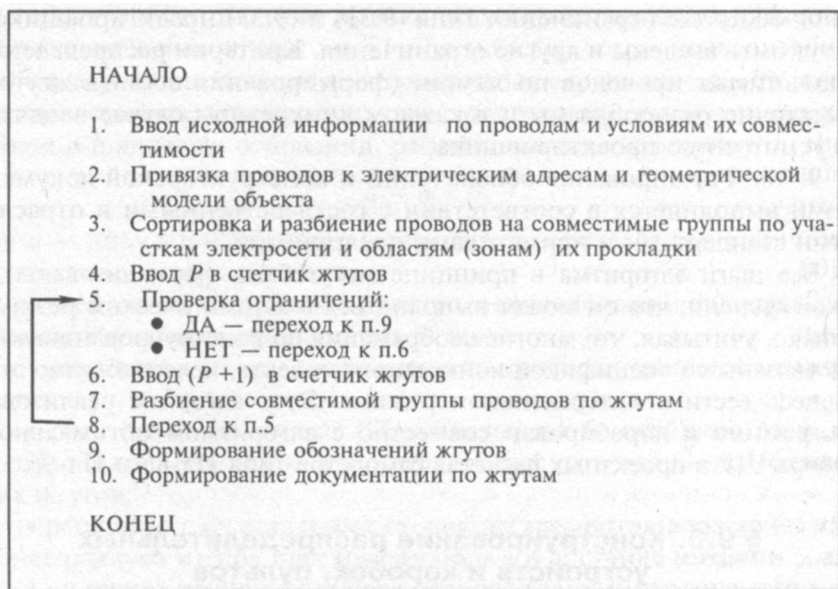 НАЧАЛО
1. Ввод исходной информации по проводам и условиям их совмес-
тимости
2. Привязка проводов к электрическим адресам и геометрической
модели объекта
3. Сортировка и разбиение проводов на совместимые группы по уча-
сткам электросети и областям (зонам) их прокладки
4. Ввод P в счетчик жгутов
5. Проверка ограничений:
● ДА — переход к п.9
● НЕТ — переход к п.6
6. Ввод (P +1) в счетчик жгутов
7. Разбиение совместимой группы проводов по жгутам
8. Переход к п.5
9. Формирование обозначений жгутов
10. Формирование документации по жгутам
КОНЕЦ